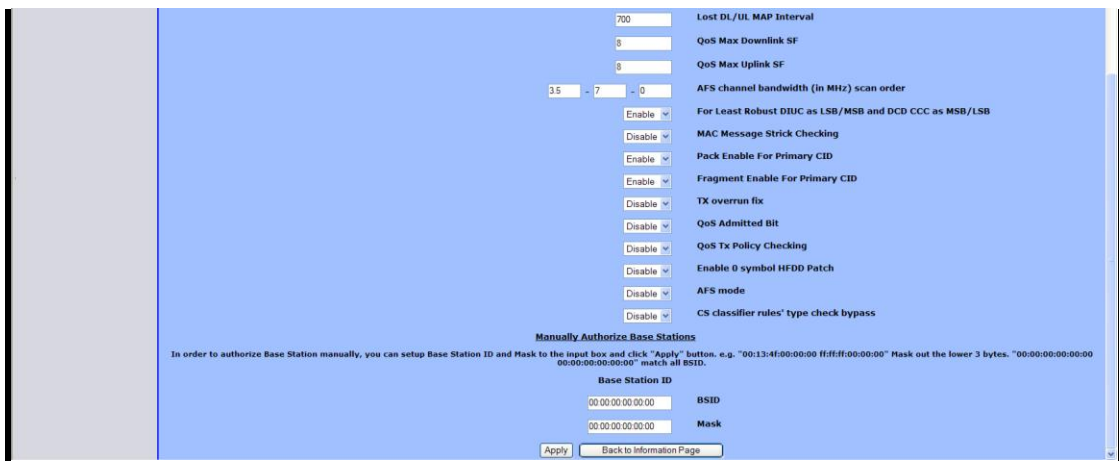 700 Lost DL/UL MAP Interval
8 QoS Max Downlink SF
8 QoS Max Uplink SF
3.5 - 7 - 0 AFS channel bandwidth (in MHz) scan order
Enable For Least Robust DIUC as LSB/MSB and DCD CCC as MSB/LSB
Disable MAC Message Strick Checking
Enable Pack Enable For Primary CID
Enable Fragment Enable For Primary CID
Disable TX overrun fix
Disable QoS Admitted Bit
Disable QoS Tx Policy Checking
Disable Enable 0 symbol HFDD Patch
Disable AFS mode
Disable CS classifier rules' type check bypass
Manually Authorize Base Stations
In order to authorize Base Station manually, you can setup Base Station ID and Mask to the input box and click "Apply" button. e.g. "00:13:4f:00:00:00 ff:ff:ff:00:00:00" Mask out the lower 3 bytes. "00:00:00:00:00:00
00:00:00:00:00:00" match all BSID.
Base Station ID
00:00:00:00:00:00 BSID
00:00:00:00:00:00 Mask
Apply Back to Information Page